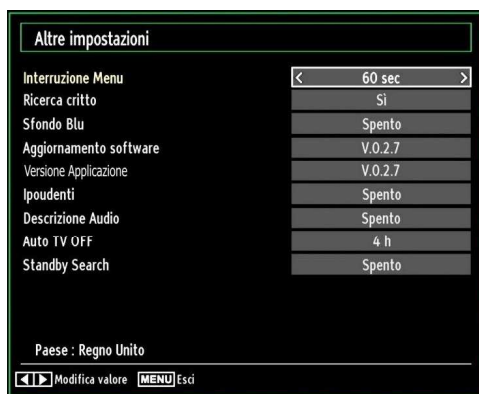 Altre impostazioni
Interruzione Menu < 60 sec >
Ricerca critto Sì
Sfondo Blu Spento
Aggiornamento software V.0.2.7
Versione Applicazione V.0.2.7
Ipoudenti Spento
Descrizione Audio Spento
Auto TV OFF 4 h
Standby Search Spento
Paese : Regno Unito
Modifica valore MENU Esci